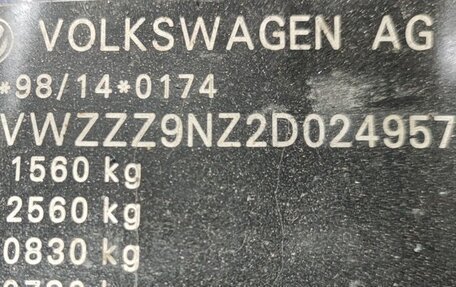 VOLKSWAGEN AG
*98/14*0174
VWZZZ9NZ2D024957
1560 kg
2560 kg
0830 kg